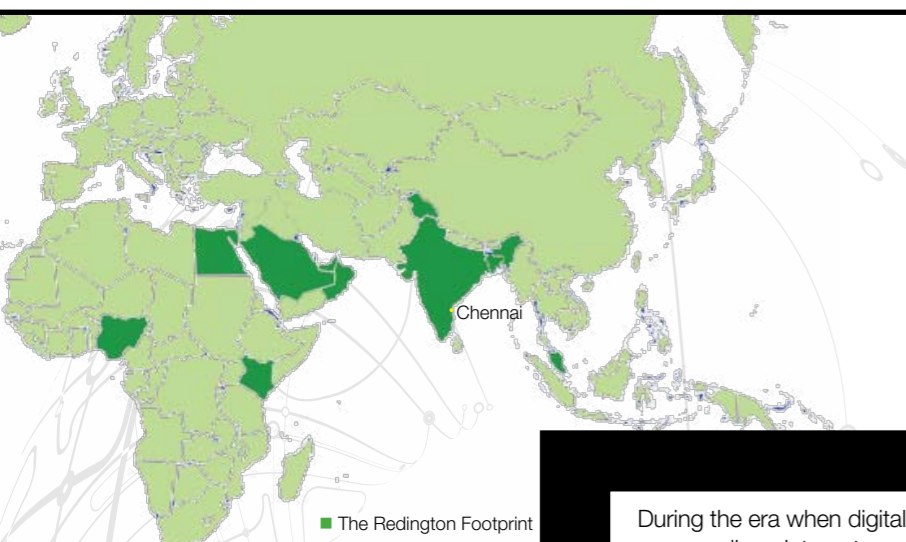 Chennai
The Redington Footprint
During the era when digital